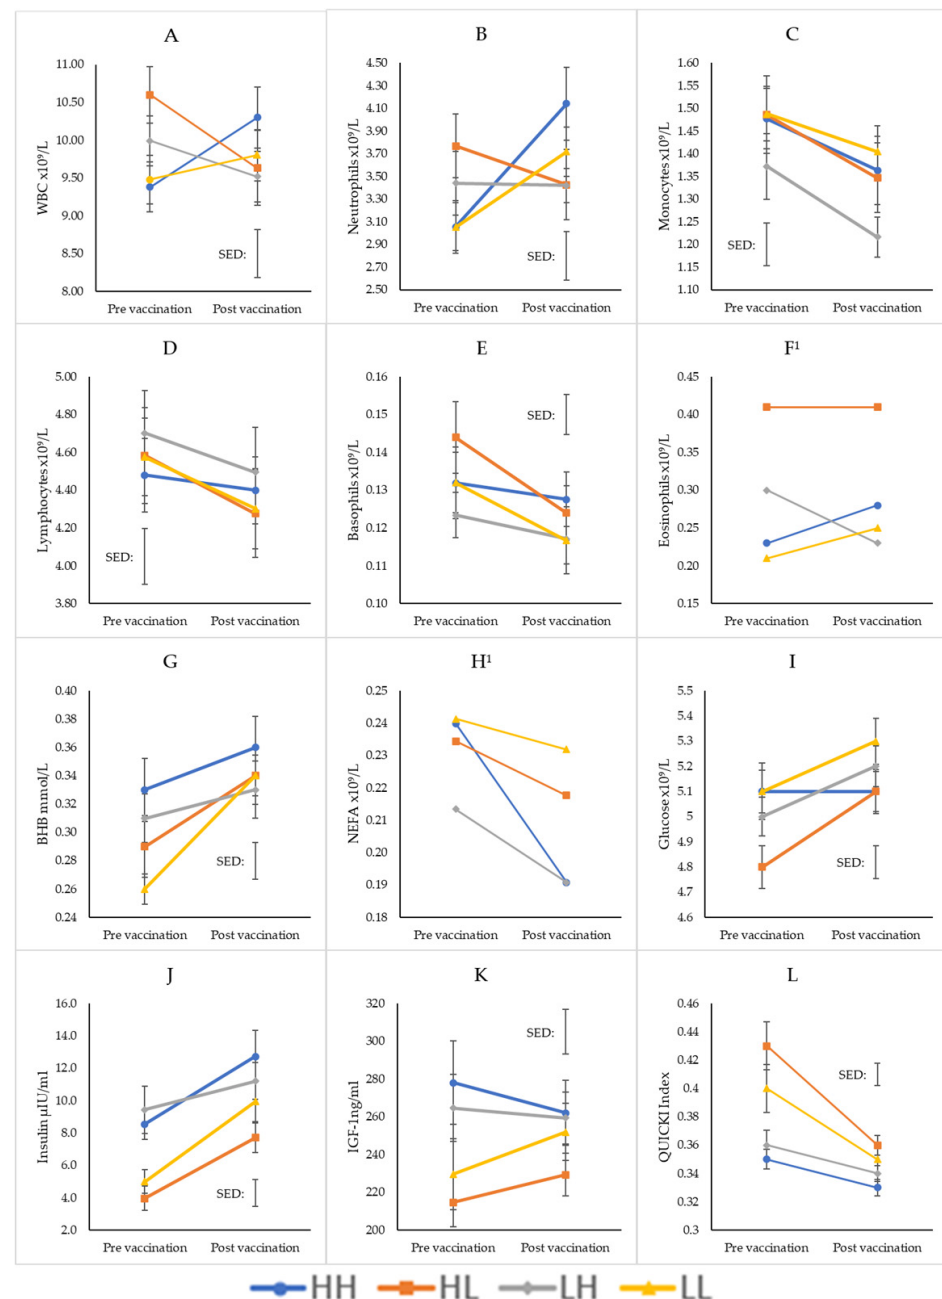 A
WBC x10⁹/L
11.00
10.50
10.00
9.50
9.00
8.50
8.00
SED:
Pre vaccination Post vaccination
B
Neutrophils x10⁹/L
4.50
4.30
4.10
3.90
3.70
3.50
3.30
3.10
2.90
2.70
2.50
SED:
Pre vaccination Post vaccination
C
Monocytes x10⁹/L
1.60
1.55
1.50
1.45
1.40
1.35
1.30
1.25
1.20
1.15
1.10
SED:
Pre vaccination Post vaccination
D
Lymphocytes x10⁹/L
5.00
4.80
4.60
4.40
4.20
4.00
3.80
SED:
Pre vaccination Post vaccination
E
Basophils x10⁹/L
0.16
0.15
0.14
0.13
0.12
0.11
0.10
SED:
Pre vaccination Post vaccination
F¹
Eosinophils x10⁹/L
0.45
0.40
0.35
0.30
0.25
0.20
0.15
Pre vaccination Post vaccination
G
BHB mmol/L
0.40
0.38
0.36
0.34
0.32
0.30
0.28
0.26
0.24
SED:
Pre vaccination Post vaccination
H¹
NEFA x10⁹/L
0.25
0.24
0.23
0.22
0.21
0.20
0.19
0.18
Pre vaccination Post vaccination
I
Glucose x10⁹/L
5.5
5.4
5.3
5.2
5.1
5
4.9
4.8
4.7
4.6
SED:
Pre vaccination Post vaccination
J
Insulin µIU/ml
16.0
14.0
12.0
10.0
8.0
6.0
4.0
2.0
SED:
Pre vaccination Post vaccination
K
IGF-1ng/ml
320
300
280
260
240
220
200
SED:
Pre vaccination Post vaccination
L
QUICKI Index
0.46
0.44
0.42
0.4
0.38
0.36
0.34
0.32
0.3
SED:
Pre vaccination Post vaccination
HH HL LH LL